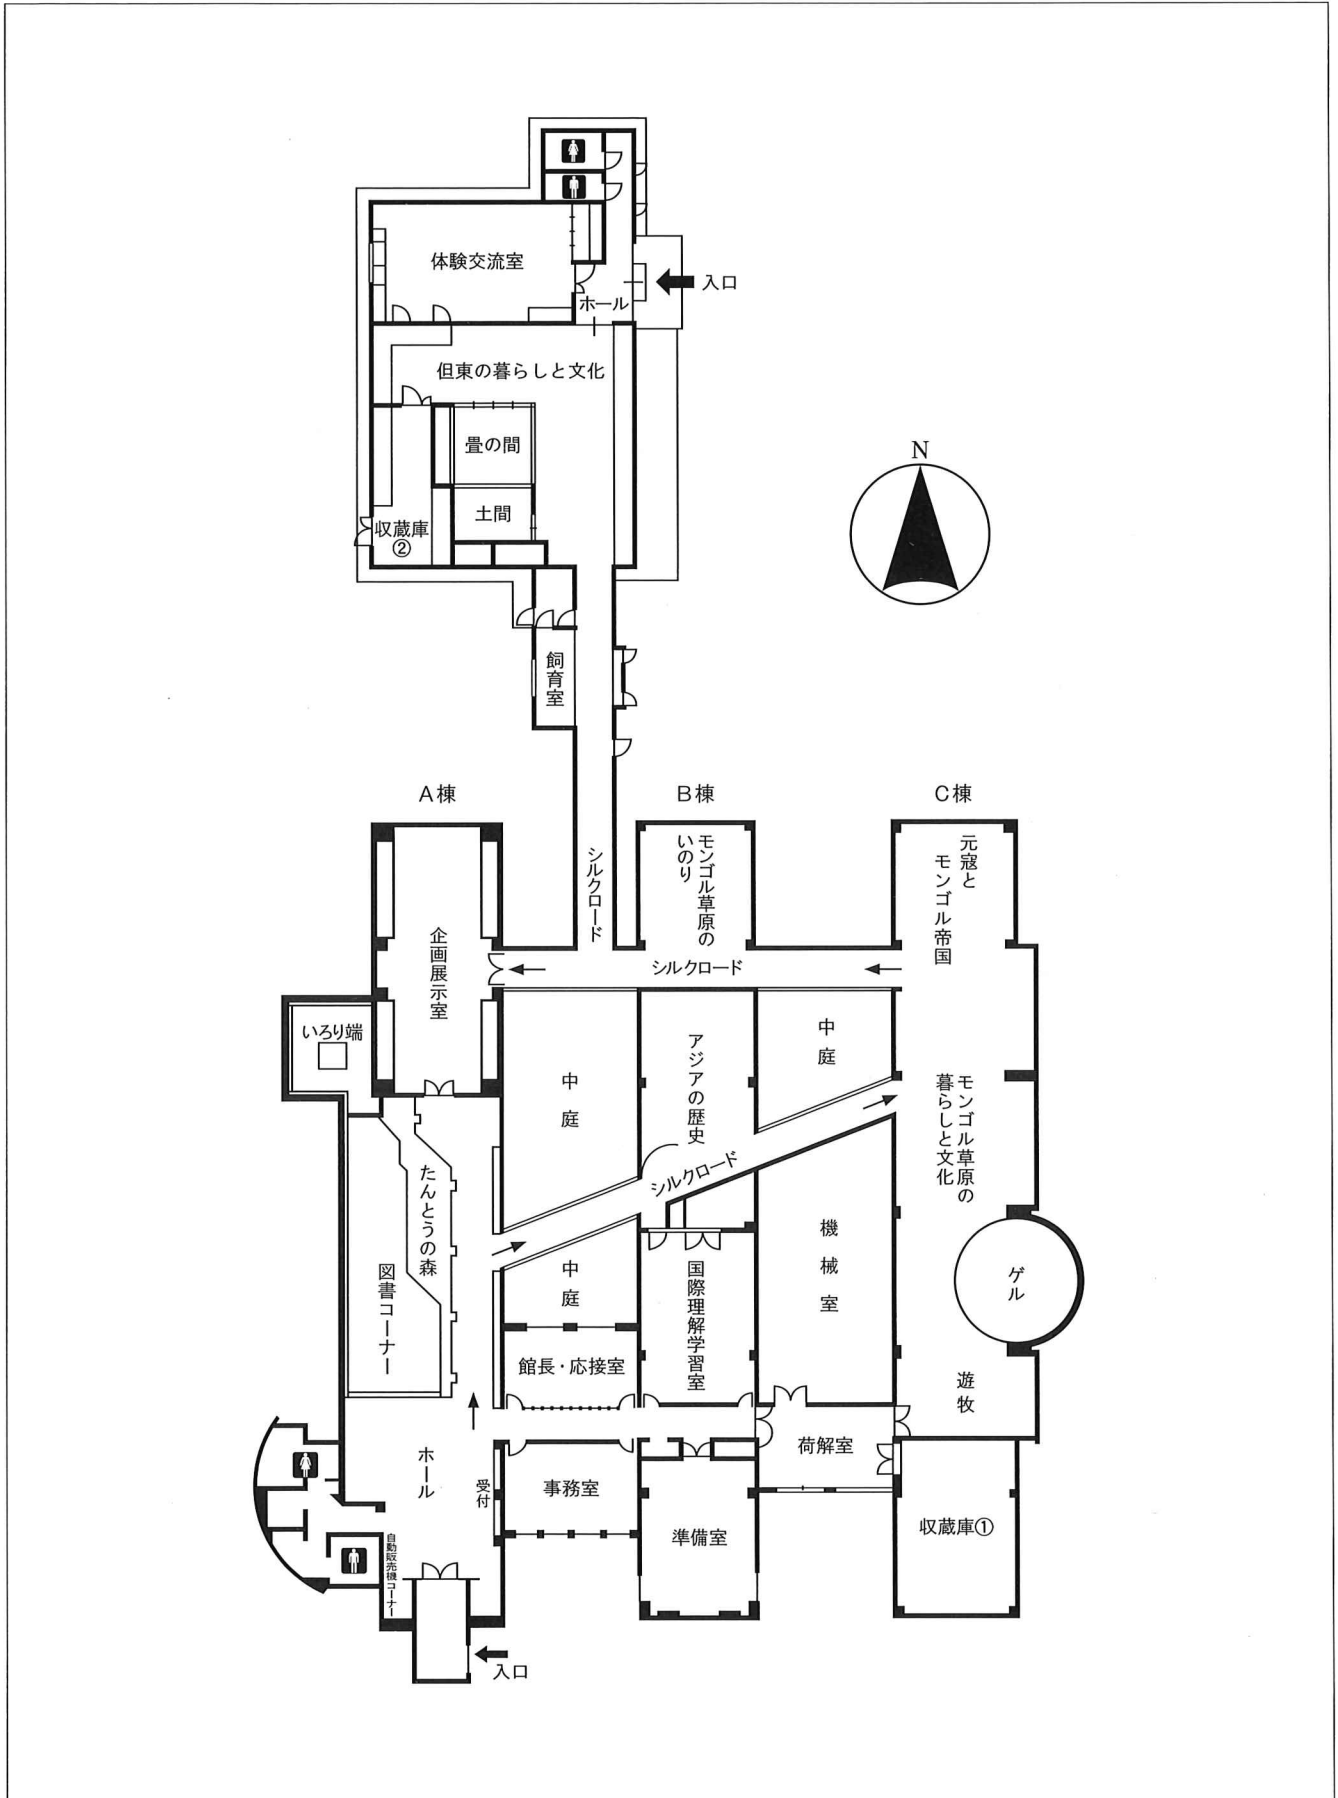 体験交流室
入口
ホール
但東の暮らしと文化
N
畳の間
土間
収蔵庫
②
飼育室
A棟
B棟
C棟
シルクロード
モンゴル草原の
いのり
元寇と
モンゴル帝国
企画展示室
シルクロード
いろり端
中庭
アジアの歴史
中庭
モンゴル草原の
暮らしと文化
シルクロード
たんとうの森
図書コーナー
中庭
国際理解学習室
機械室
ゲル
館長・応接室
遊牧
ホール
受付
事務室
荷解室
準備室
収蔵庫①
自動販売機コーナー
入口